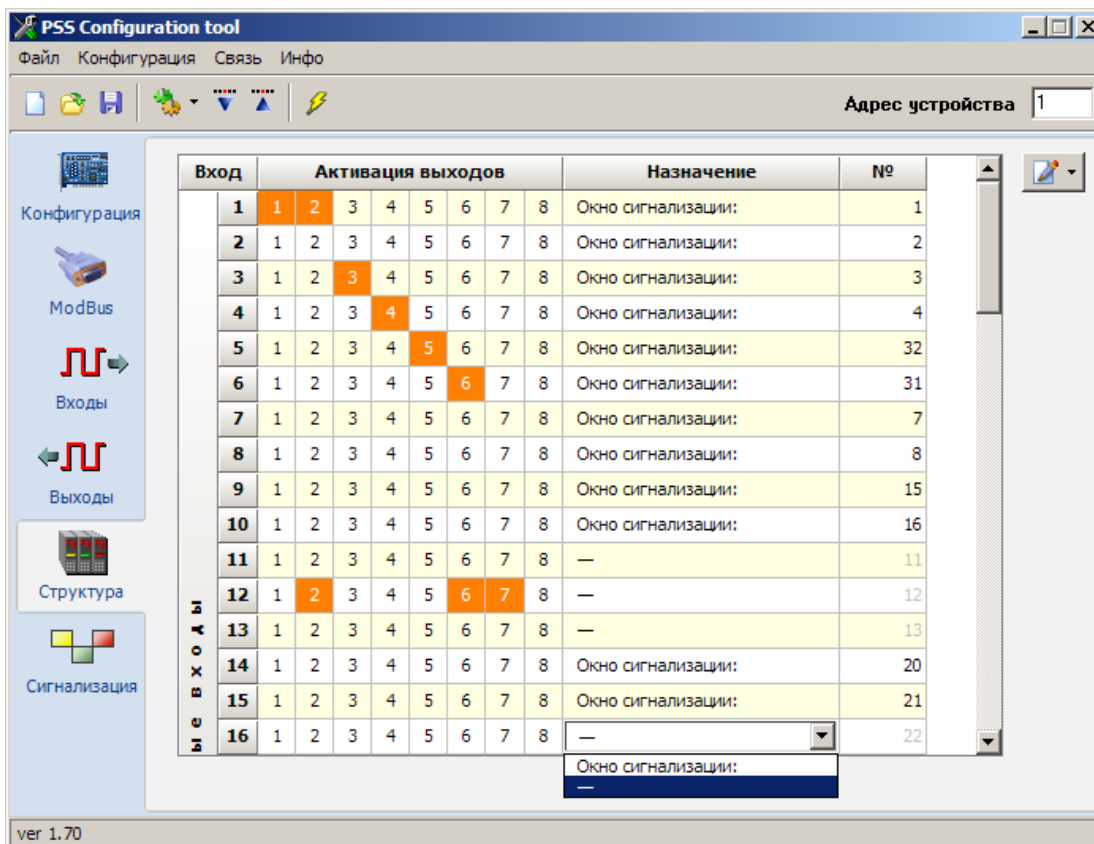 PSS Configuration tool
Файл Конфигурация Связь Инфо
Адрес устройства 1
Конфигурация
ModBus
Входы
Выходы
Структура
Сигнализация
Вход Активация выходов Назначение №
1 1 2 3 4 5 6 7 8 Окно сигнализации: 1
2 1 2 3 4 5 6 7 8 Окно сигнализации: 2
3 1 2 3 4 5 6 7 8 Окно сигнализации: 3
4 1 2 3 4 5 6 7 8 Окно сигнализации: 4
5 1 2 3 4 5 6 7 8 Окно сигнализации: 32
6 1 2 3 4 5 6 7 8 Окно сигнализации: 31
7 1 2 3 4 5 6 7 8 Окно сигнализации: 7
8 1 2 3 4 5 6 7 8 Окно сигнализации: 8
9 1 2 3 4 5 6 7 8 Окно сигнализации: 15
10 1 2 3 4 5 6 7 8 Окно сигнализации: 16
11 1 2 3 4 5 6 7 8 — 11
12 1 2 3 4 5 6 7 8 — 12
13 1 2 3 4 5 6 7 8 — 13
14 1 2 3 4 5 6 7 8 Окно сигнализации: 20
15 1 2 3 4 5 6 7 8 Окно сигнализации: 21
16 1 2 3 4 5 6 7 8 — 22
Окно сигнализации:
—
ые входы
ver 1.70